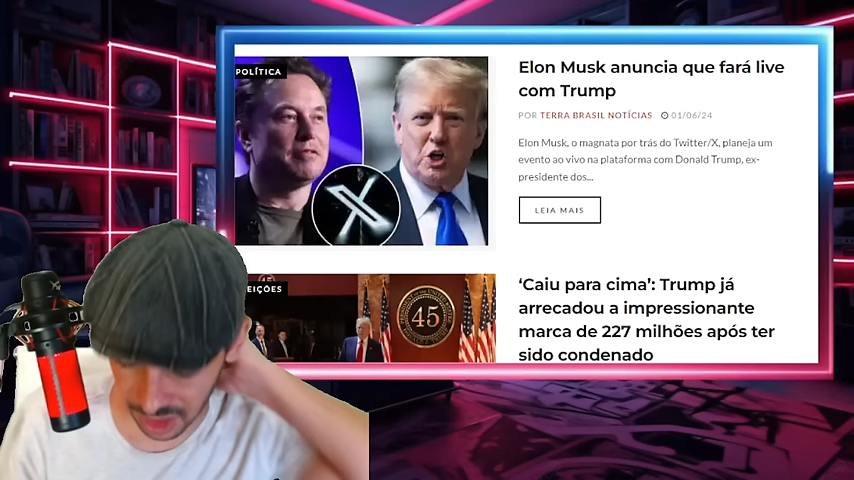 POLÍTICA
Elon Musk anuncia que fará live
com Trump
POR TERRA BRASIL NOTÍCIAS 01/06/24
Elon Musk, o magnata por trás do Twitter/X, planeja um
evento ao vivo na plataforma com Donald Trump, ex-
presidente dos...
LEIA MAIS
EIÇÕES
45
45
‘Caiu para cima’: Trump já
arrecadou a impressionante
marca de 227 milhões após ter
sido condenado